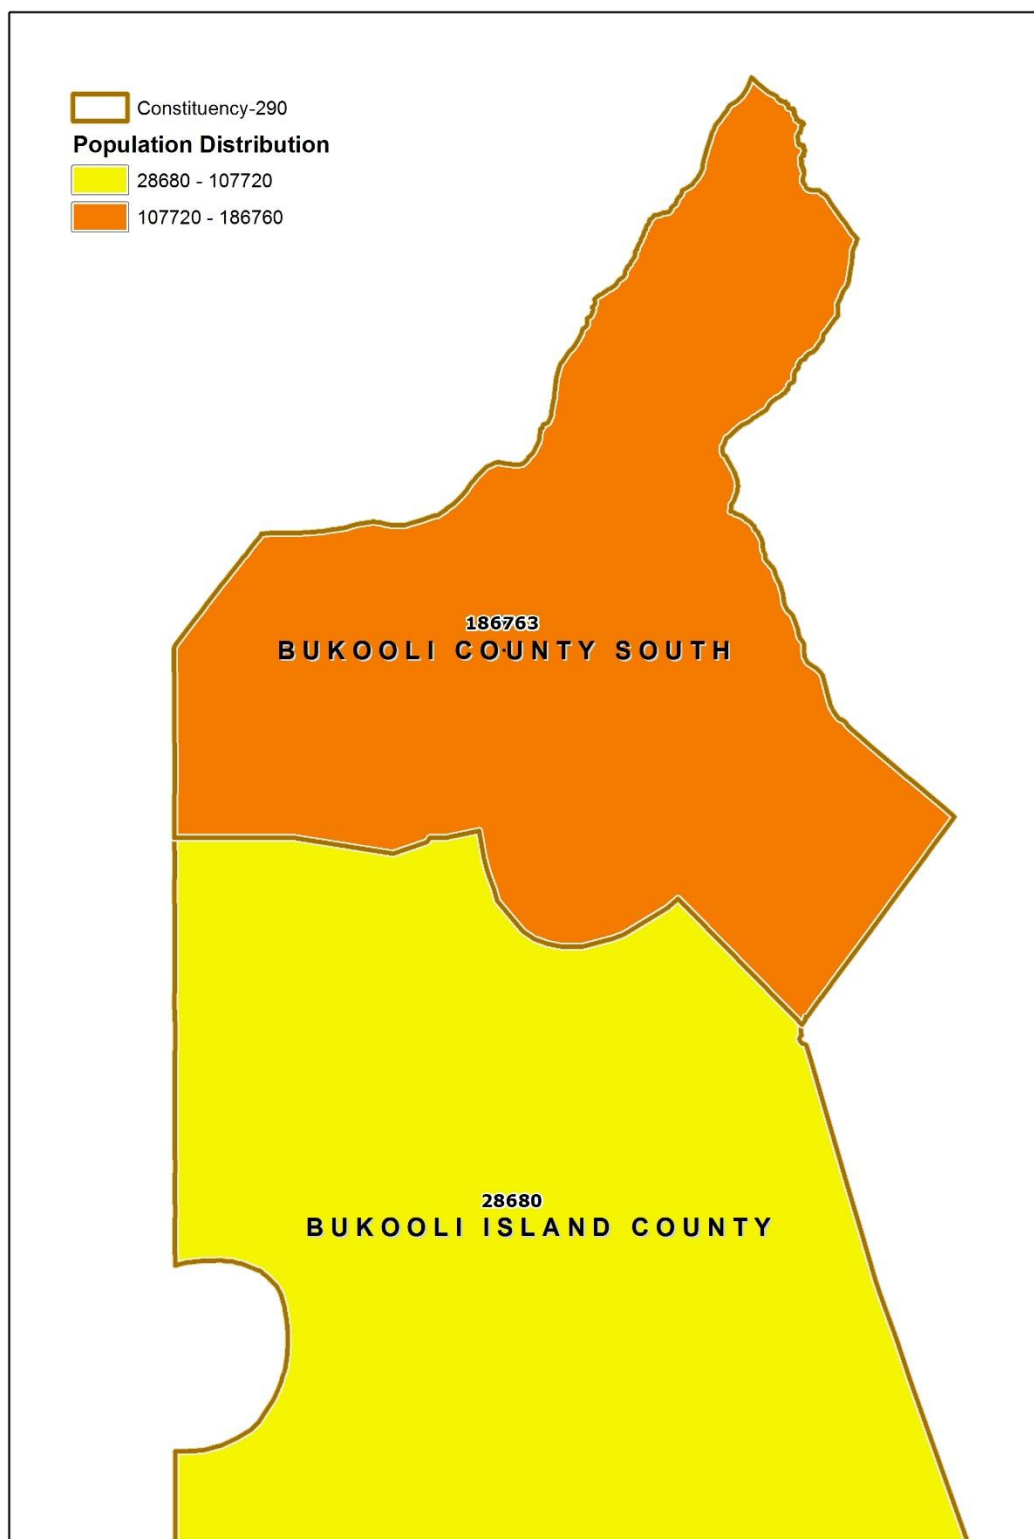 Constituency-290
Population Distribution
28680 - 107720
107720 - 186760
186763
BUKOOLI COUNTY SOUTH
28680
BUKOOLI ISLAND COUNTY